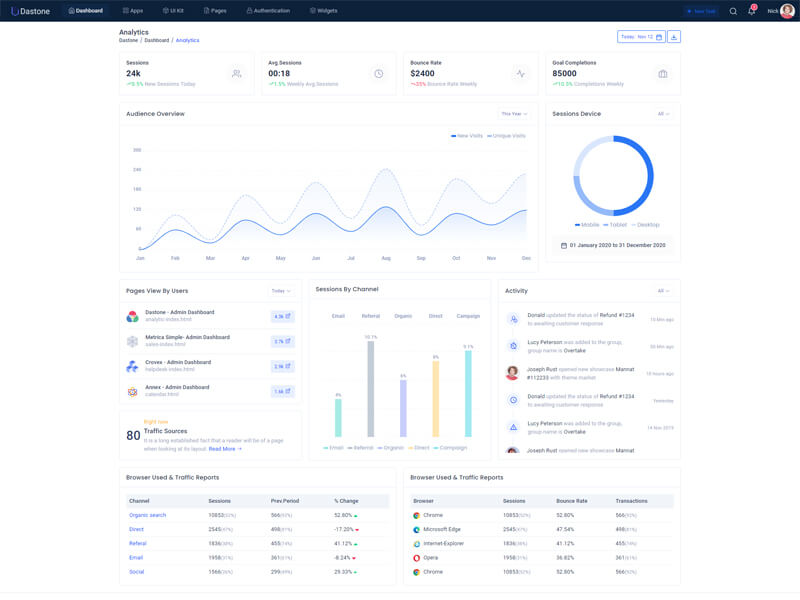 Dastone
Dashboard
Apps
UI Kit
Pages
Authentication
Widgets
New Task
2
Nick
Analytics
Dastone / Dashboard / Analytics
Today: Nov 12
Sessions
24k
8.5% New Sessions Today
Avg.Sessions
00:18
1.5% Weekly Avg.Sessions
Bounce Rate
$2400
35% Bounce Rate Weekly
Goal Completions
85000
10.5% Completions Weekly
Audience Overview
This Year
New Visits
Unique Visits
300
240
180
120
60
0
Jan
Feb
Mar
Apr
May
Jun
Jul
Aug
Sep
Oct
Nov
Dec
Sessions Device
All
Mobile
Tablet
Desktop
01 January 2020 to 31 December 2020
Pages View By Users
Today
Dastone - Admin Dashboard
analytic-index.html
4.3k
Metrica Simple- Admin Dashboard
sales-index.html
3.7k
Crovex - Admin Dashboard
helpdesk-index.html
2.9k
Annex - Admin Dashboard
calendar.html
1.6k
80
Right now
Traffic Sources
It is a long established fact that a reader will be of a page
when looking at its layout. Read More →
Sessions By Channel
Email
Referral
Organic
Direct
Campaign
4%
10.1%
6%
8%
9.1%
Email
Referral
Organic
Direct
Campaign
Activity
All
Donald updated the status of Refund #1234
to awaiting customer response
10 Min ago
Lucy Peterson was added to the group,
group name is Overtake
50 Min ago
Joseph Rust opened new showcase Mannat
#112233 with theme market
10 hours ago
Donald updated the status of Refund #1234
to awaiting customer response
Yesterday
Lucy Peterson was added to the group,
group name is Overtake
14 Nov 2019
Joseph Rust opened new showcase Mannat
Browser Used & Traffic Reports
Channel Sessions Prev.Period % Change
Organic search 10853(52%) 566(92%) 52.80%
Direct 2545(47%) 498(81%) -17.20%
Referal 1836(38%) 455(74%) 41.12%
Email 1958(31%) 361(61%) -8.24%
Social 1566(26%) 299(49%) 29.33%
Browser Used & Traffic Reports
Browser Sessions Bounce Rate Transactions
Chrome 10853(52%) 52.80% 566(92%)
Microsoft Edge 2545(47%) 47.54% 498(81%)
Internet-Explorer 1836(38%) 41.12% 455(74%)
Opera 1958(31%) 36.82% 361(61%)
Chrome 10853(52%) 52.80% 566(92%)